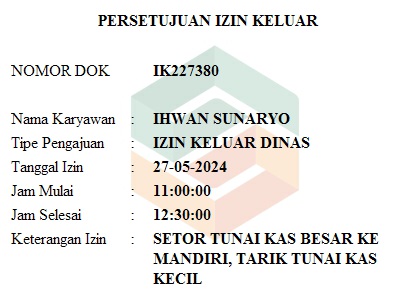 PERSETUJUAN IZIN KELUAR
NOMOR DOK IK227380
Nama Karyawan : IHWAN SUNARYO
Tipe Pengajuan : IZIN KELUAR DINAS
Tanggal Izin : 27-05-2024
Jam Mulai : 11:00:00
Jam Selesai : 12:30:00
Keterangan Izin : SETOR TUNAI KAS BESAR KE
MANDIRI, TARIK TUNAI KAS
KECIL